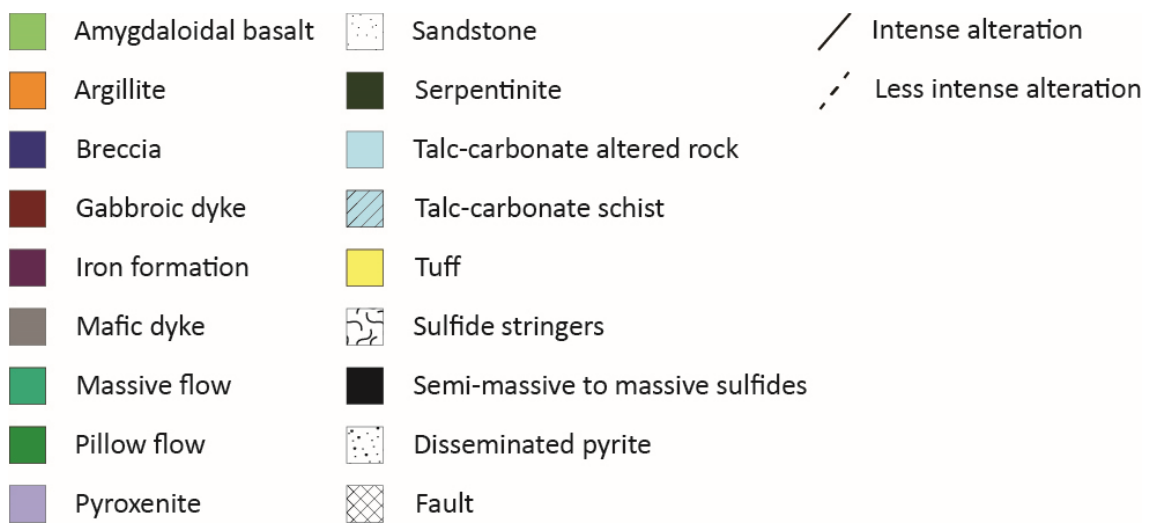 Amygdaloidal basalt
Argillite
Breccia
Gabbroic dyke
Iron formation
Mafic dyke
Massive flow
Pillow flow
Pyroxenite
Sandstone
Serpentinite
Talc-carbonate altered rock
Talc-carbonate schist
Tuff
Sulfide stringers
Semi-massive to massive sulfides
Disseminated pyrite
Fault
Intense alteration
Less intense alteration